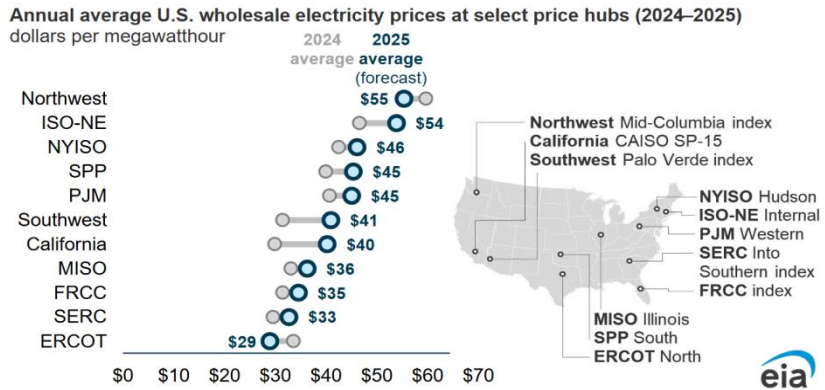 Annual average U.S. wholesale electricity prices at select price hubs (2024–2025)
dollars per megawatthour
2024 average
2025 average (forecast)
Northwest $55
ISO-NE $54
NYISO $46
SPP $45
PJM $45
Southwest $41
California $40
MISO $36
FRCC $35
SERC $33
ERCOT $29
$0 $10 $20 $30 $40 $50 $60 $70
Northwest Mid-Columbia index
California CAISO SP-15
Southwest Palo Verde index
NYISO Hudson
ISO-NE Internal
PJM Western
SERC Into
Southern index
FRCC index
MISO Illinois
SPP South
ERCOT North
eia